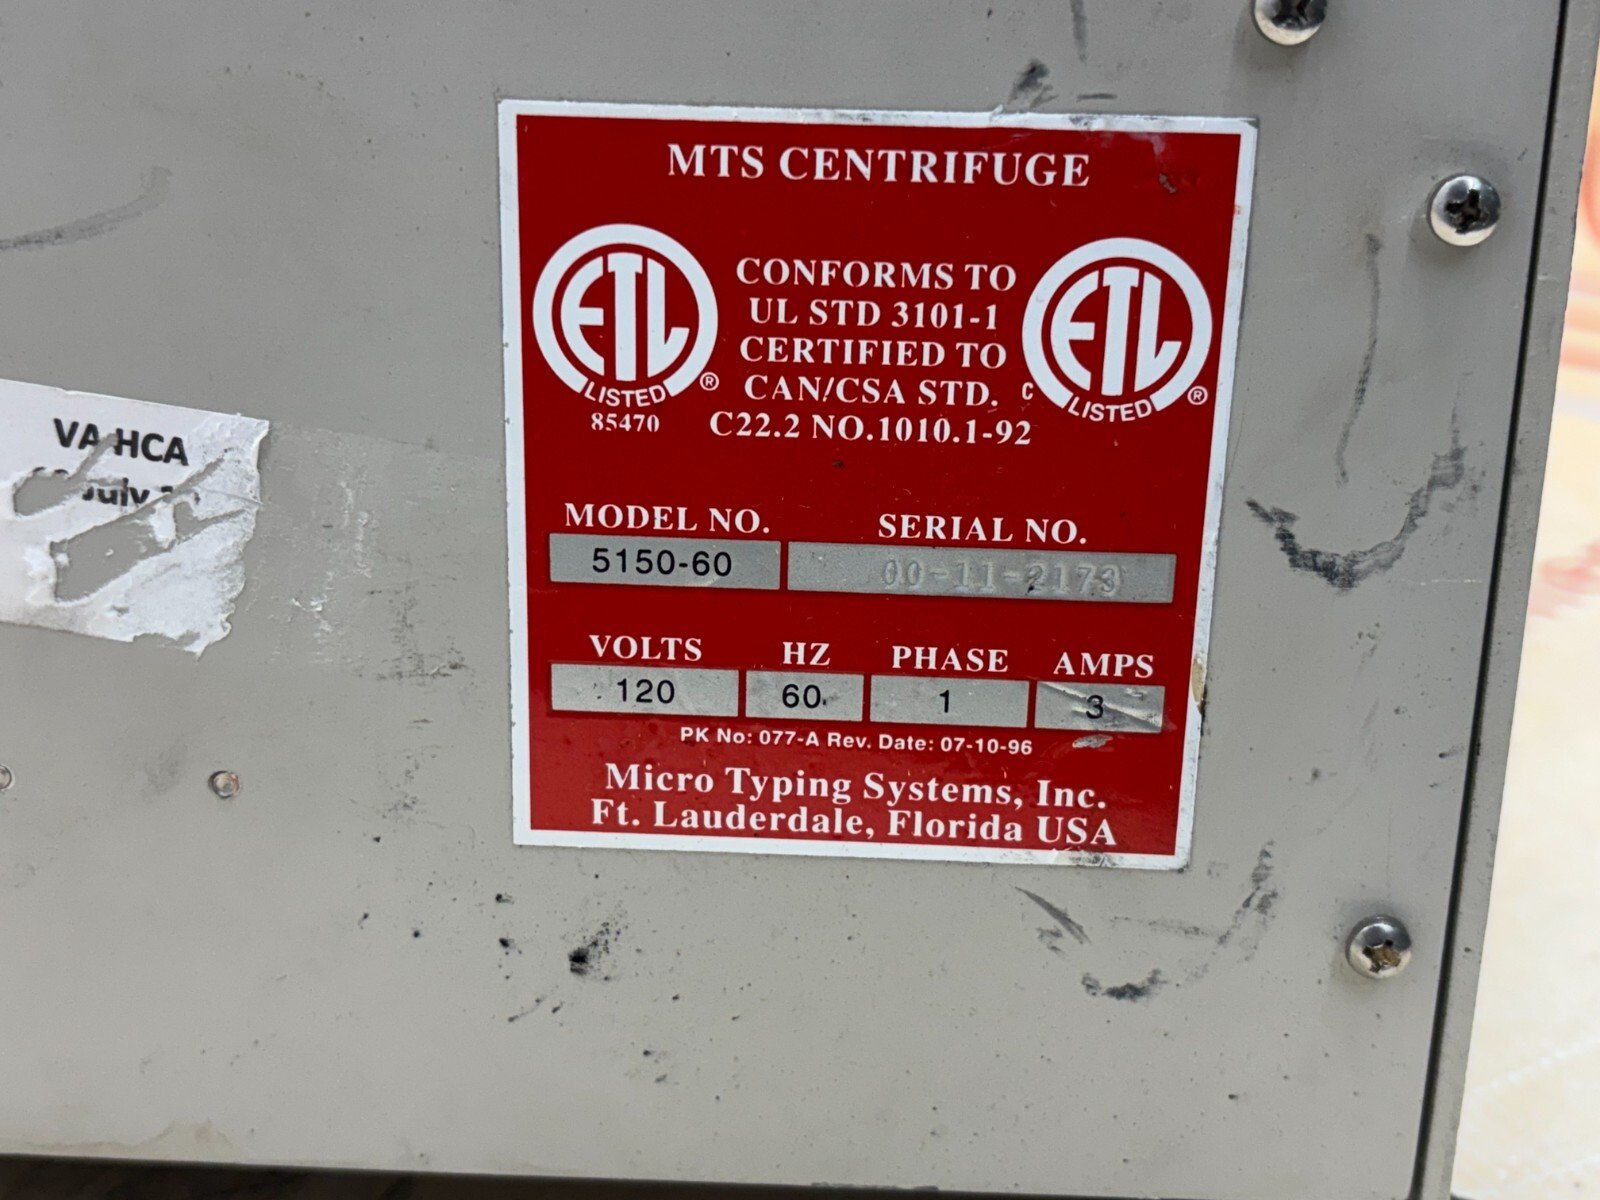 MTS CENTRIFUGE
ETL
LISTED
®
85470
CONFORMS TO
UL STD 3101-1
CERTIFIED TO
CAN/CSA STD.
C22.2 NO.1010.1-92
C
ETL
LISTED
®
VA HCA
July
MODEL NO. SERIAL NO.
5150-60 00-11-2173
VOLTS HZ PHASE AMPS
120 60 1 3
PK No: 077-A Rev. Date: 07-10-96
Micro Typing Systems, Inc.
Ft. Lauderdale, Florida USA